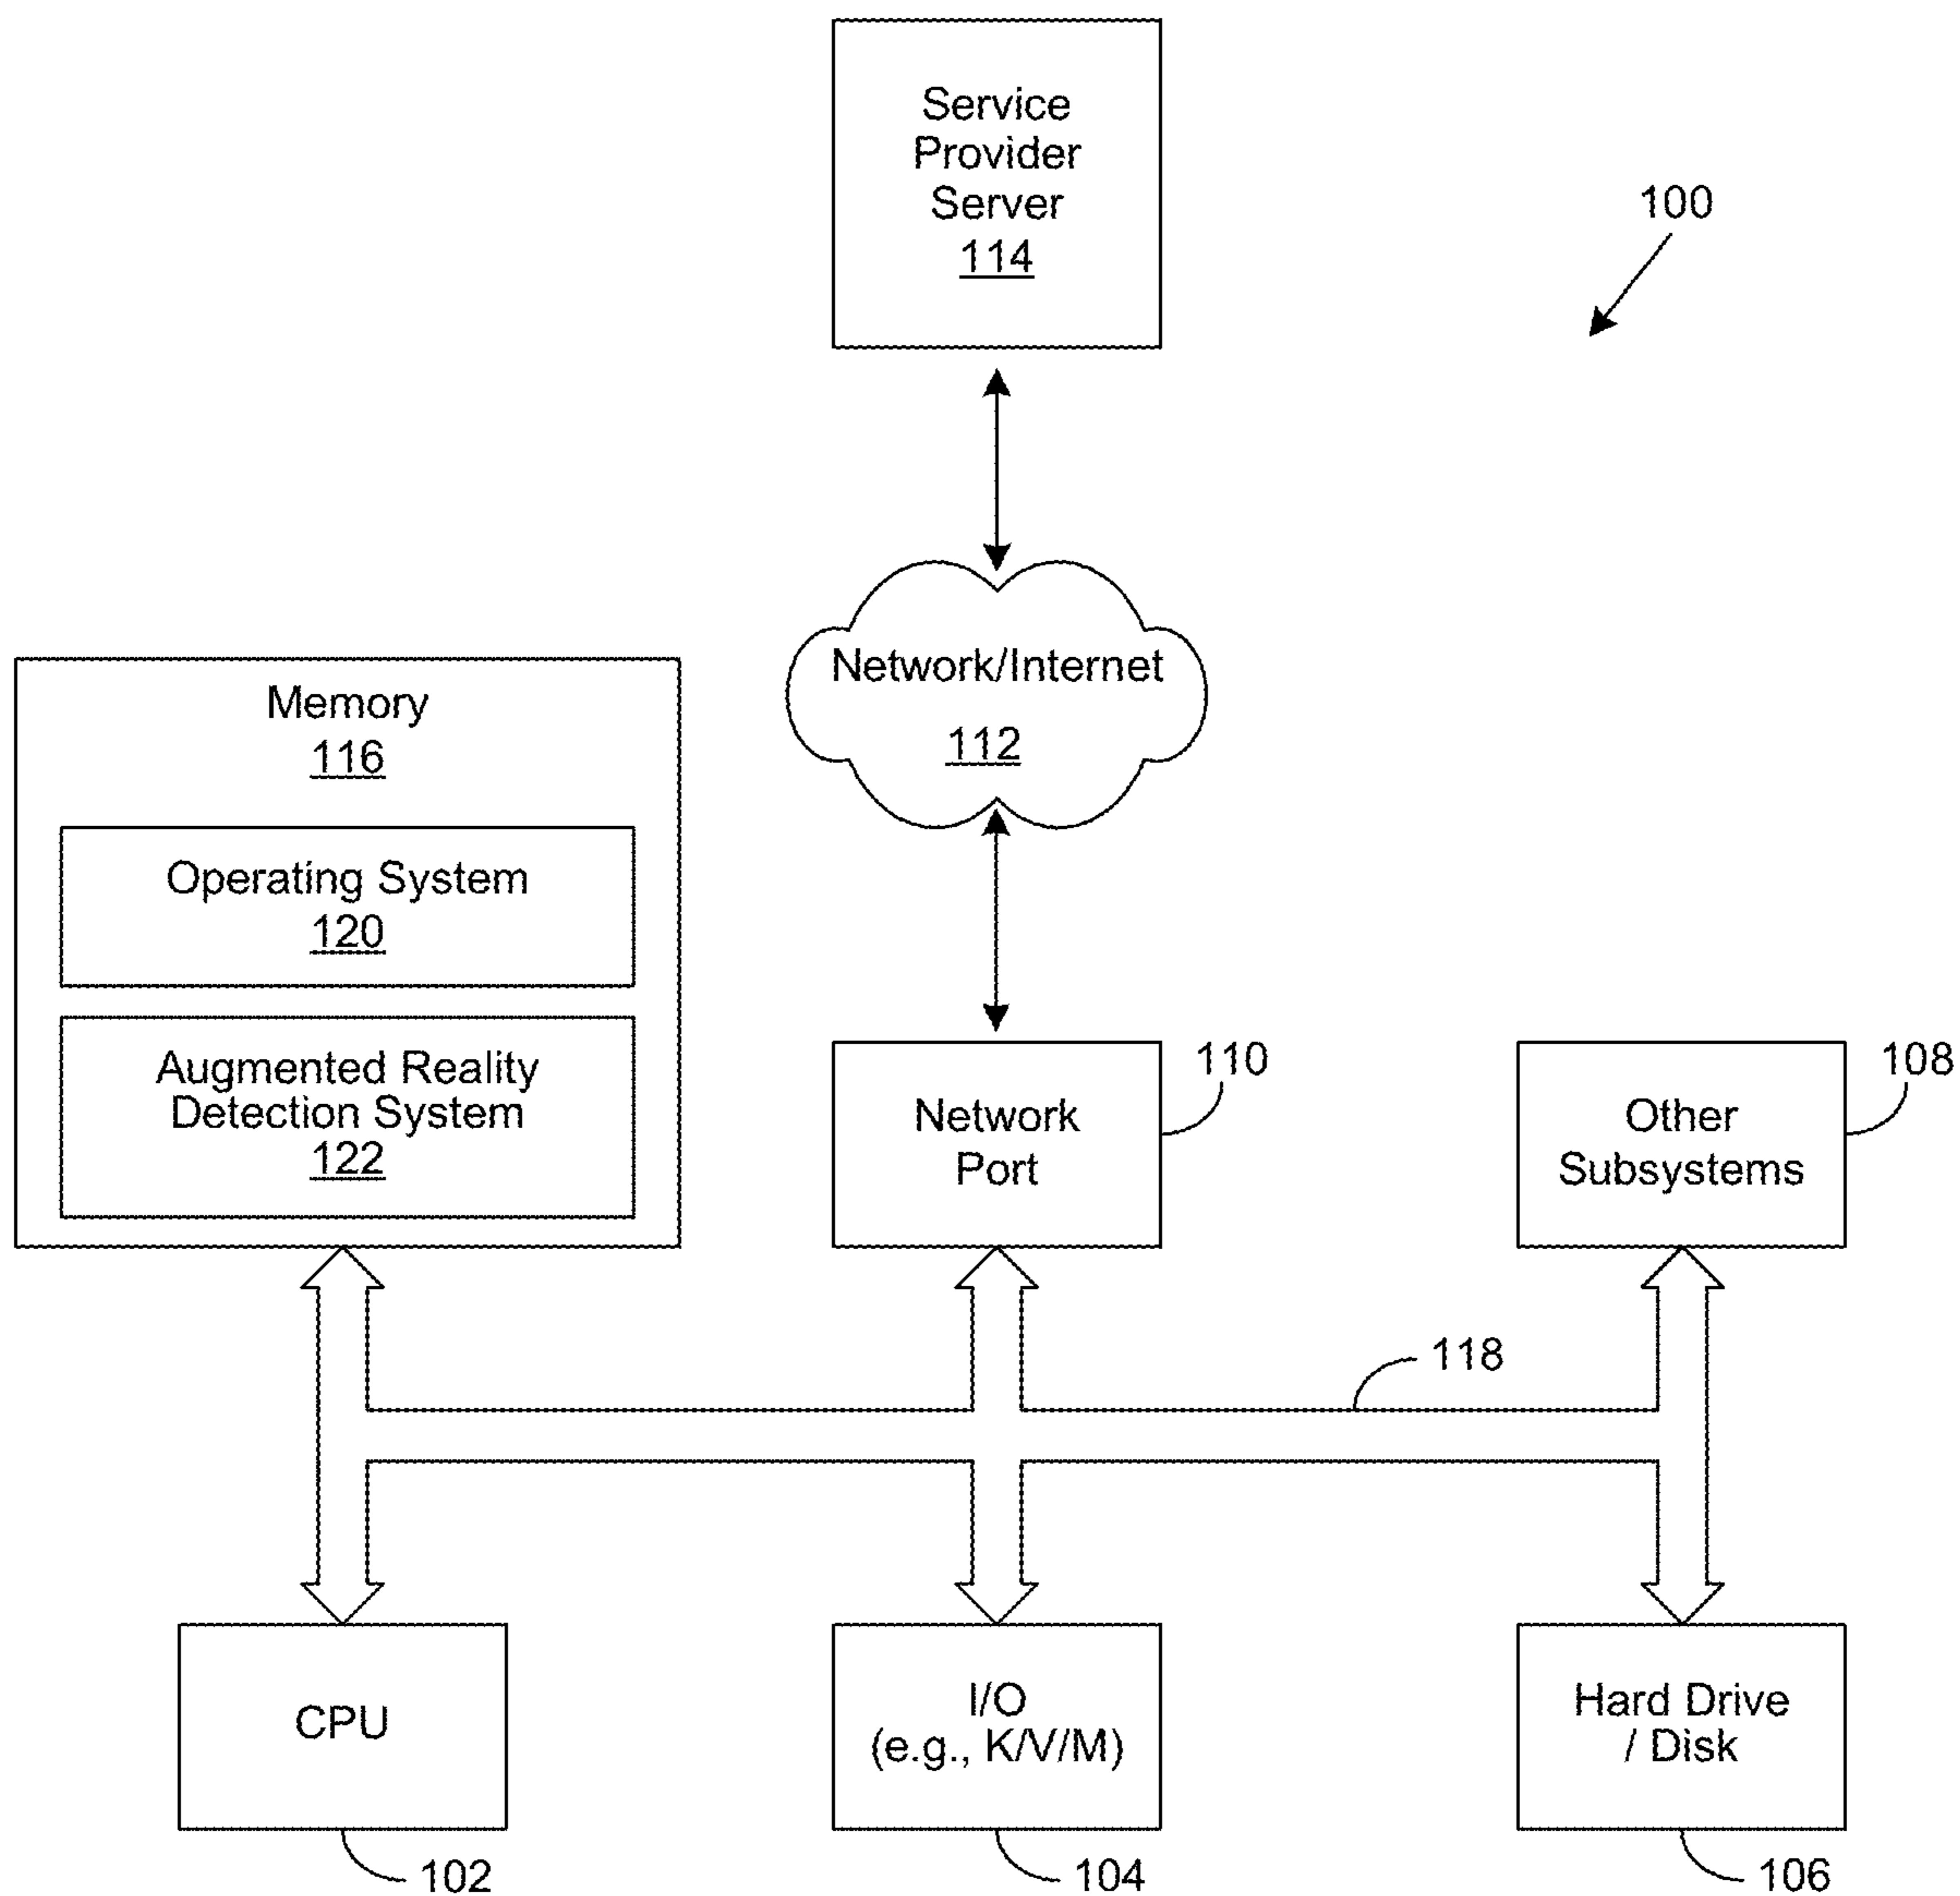 Service
Provider
Server
114
100
Network/Internet
112
Memory
116
Operating System
120
Augmented Reality
Detection System
122
Network
Port
110
Other
Subsystems
108
118
CPU
102
I/O
(e.g., K/V/M)
104
Hard Drive
/ Disk
106